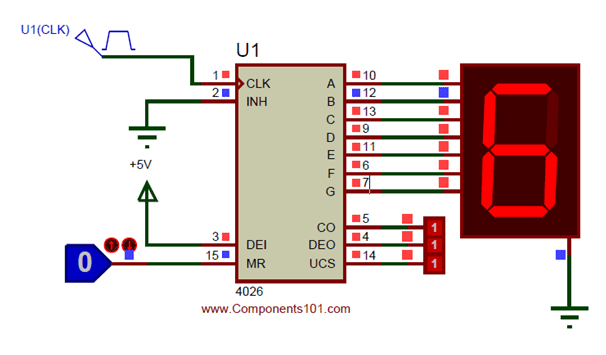 U1(CLK)
U1
1 CLK A 10
2 INH B 12
C 13
D 9
E 11
F 6
G 7
+5V
CO 5 1
3 DEI DEO 4 1
0 15 MR UCS 14 1
4026
www.Components101.com
6